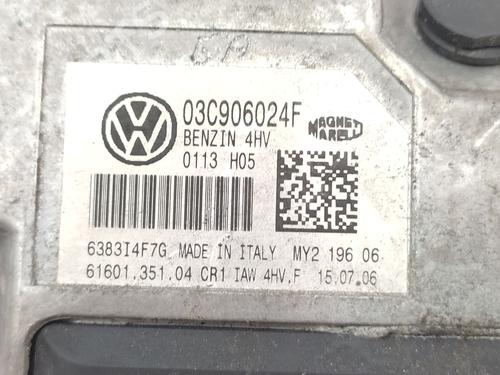 VW
03C906024F
MAGNETI MARELLI
BENZIN 4HV
0113 H05
6383I4F7G MADE IN ITALY MY2 196 06
61601.351.04 CR1 IAW 4HV.F 15.07.06